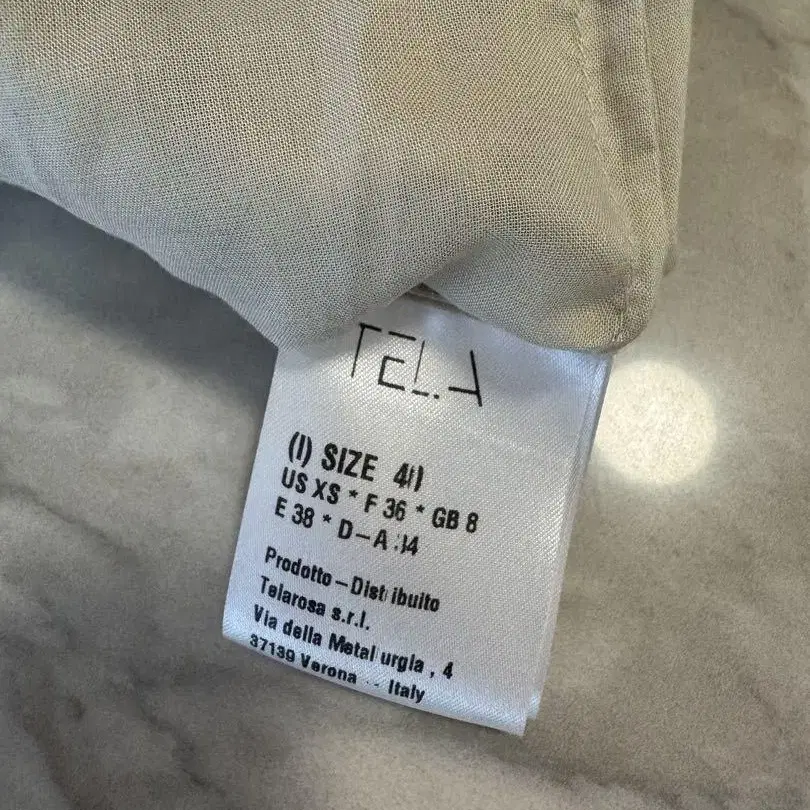 TELA
(I) SIZE 40
US XS * F 36 * GB 8
E 38 * D-A 34
Prodotto - Distribuito
Telarosa s.r.l.
Via della Metallurgia, 4
37139 Verona - Italy